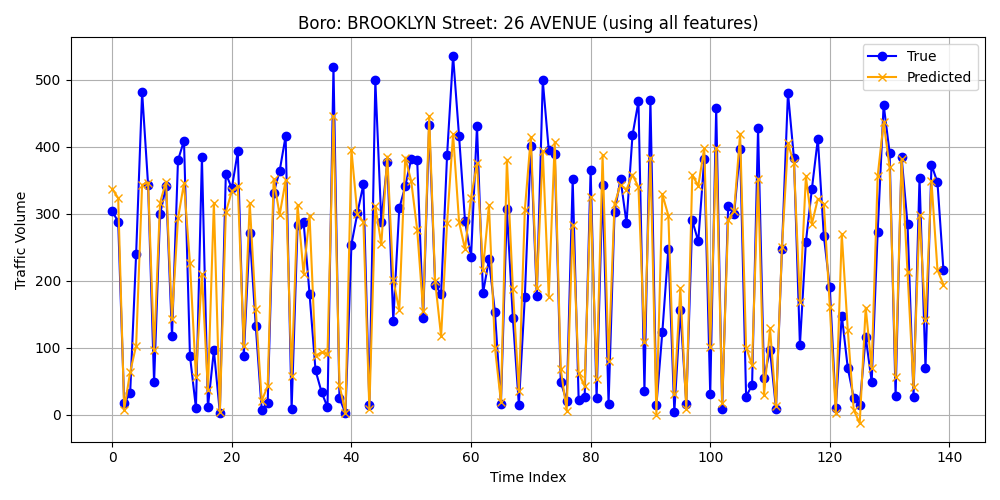 Boro: BROOKLYN Street: 26 AVENUE (using all features)
True
Predicted
Traffic Volume
500
400
300
200
100
0
0 20 40 60 80 100 120 140
Time Index